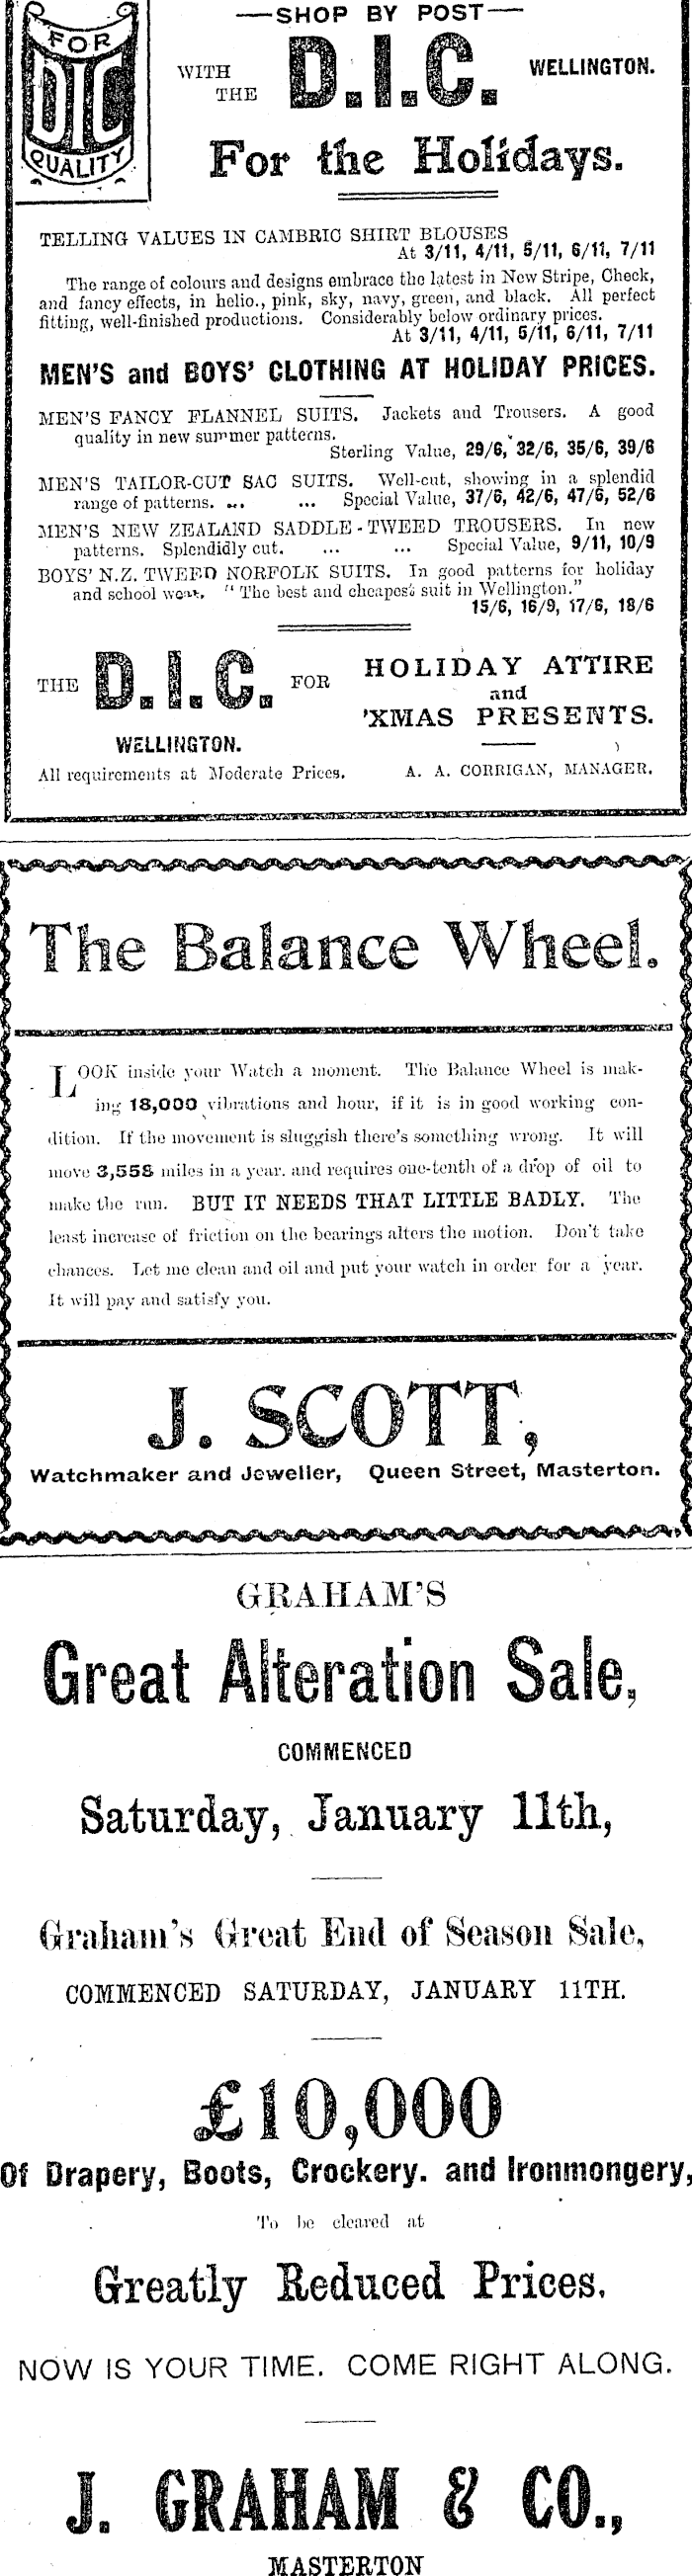 FOR
DIC
QUALITY
—SHOP BY POST—
WITH THE D.I.C. WELLINGTON.
For the Holidays.
TELLING VALUES IN CAMBRIC SHIRT BLOUSES
At 3/11, 4/11, 5/11, 6/11, 7/11
The range of colours and designs embrace the latest in New Stripe, Check,
and fancy effects, in helio., pink, sky, navy, green, and black. All perfect
fitting, well-finished productions. Considerably below ordinary prices.
At 3/11, 4/11, 5/11, 6/11, 7/11
MEN'S and BOYS' CLOTHING AT HOLIDAY PRICES.
MEN'S FANCY FLANNEL SUITS. Jackets and Trousers. A good
quality in new summer patterns.
Sterling Value, 29/6, 32/6, 35/6, 39/6
MEN'S TAILOR-CUT SAC SUITS. Well-cut, showing in a splendid
range of patterns. ... ... Special Value, 37/6, 42/6, 47/6, 52/6
MEN'S NEW ZEALAND SADDLE-TWEED TROUSERS. In new
patterns. Splendidly cut. ... ... Special Value, 9/11, 10/9
BOYS' N.Z. TWEED NORFOLK SUITS. In good patterns for holiday
and school wear. "The best and cheapest suit in Wellington."
15/6, 16/9, 17/6, 18/6
THE D.I.C. FOR
WELLINGTON.
HOLIDAY ATTIRE
and
'XMAS PRESENTS.
All requirements at Moderate Prices. A. A. CORRIGAN, MANAGER.
The Balance Wheel.
LOOK inside your Watch a moment. The Balance Wheel is mak-
ing 18,000 vibrations and hour, if it is in good working con-
dition. If the movement is sluggish there's something wrong. It will
move 3,558 miles in a year, and requires one-tenth of a drop of oil to
make the run. BUT IT NEEDS THAT LITTLE BADLY. The
least increase of friction on the bearings alters the motion. Don't take
chances. Let me clean and oil and put your watch in order for a year.
It will pay and satisfy you.
J. SCOTT,
Watchmaker and Jeweller, Queen Street, Masterton.
GRAHAM'S
Great Alteration Sale,
COMMENCED
Saturday, January 11th,
Graham's Great End of Season Sale,
COMMENCED SATURDAY, JANUARY 11TH.
£10,000
Of Drapery, Boots, Crockery. and Ironmongery,
To be cleared at
Greatly Reduced Prices.
NOW IS YOUR TIME. COME RIGHT ALONG.
J. GRAHAM & CO.,
MASTERTON